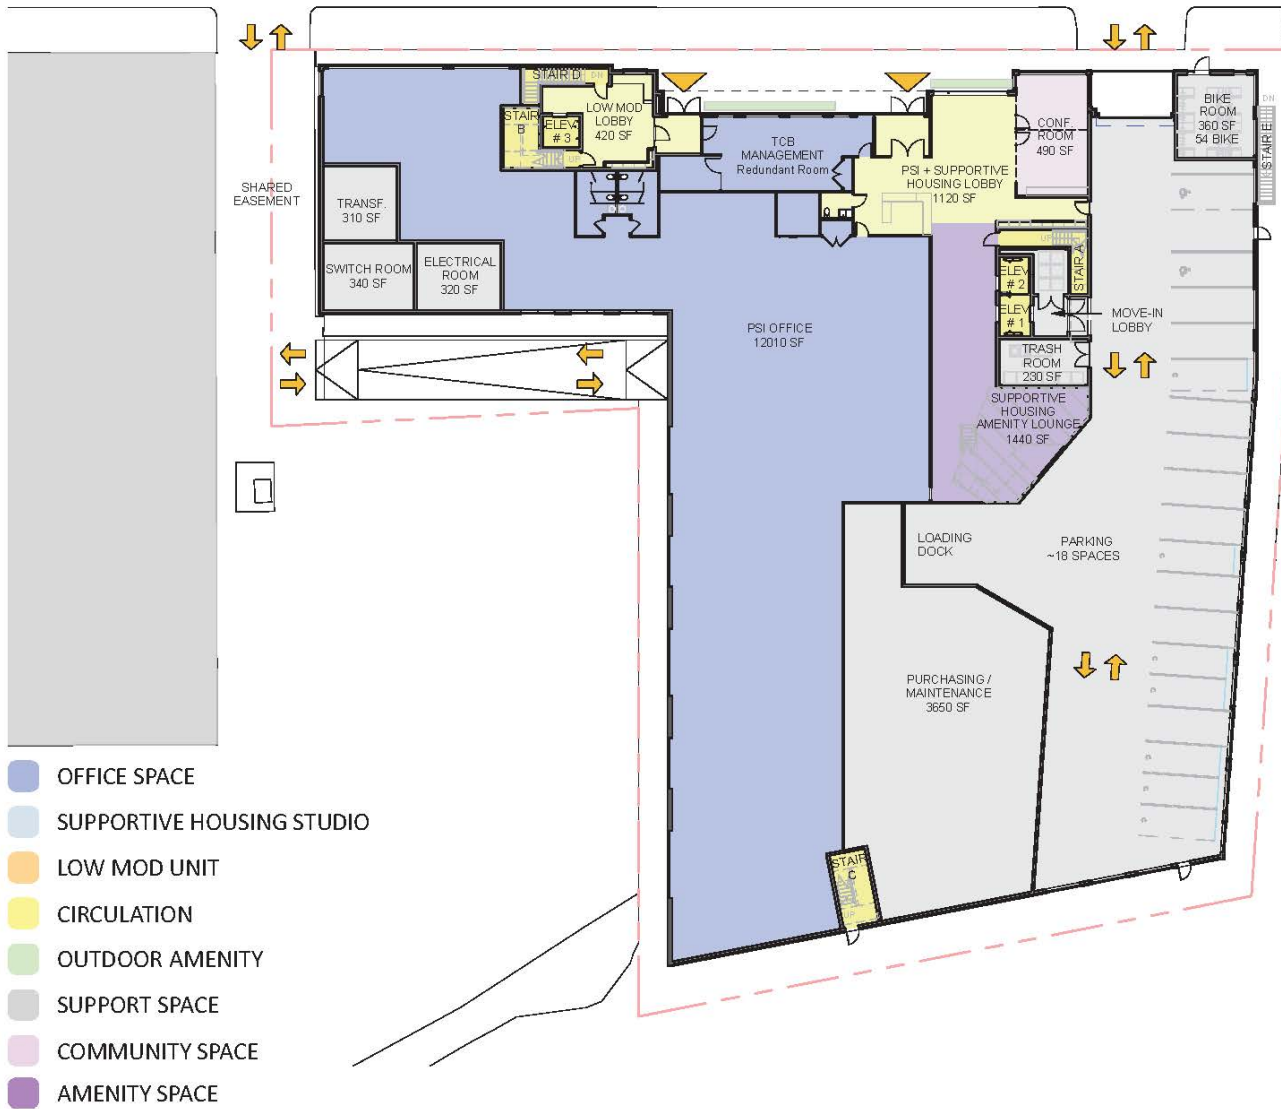 STAIR D
DN
STAIR
B
ELEV.
# 3
UP
LOW MOD
LOBBY
420 SF
TCB
MANAGEMENT
Redundant Room
PSI + SUPPORTIVE
HOUSING LOBBY
1120 SF
CONF.
ROOM
490 SF
BIKE
ROOM
360 SF
54 BIKE
DN
STAIR E
SHARED
EASEMENT
TRANSF.
310 SF
SWITCH ROOM
340 SF
ELECTRICAL
ROOM
320 SF
UP
STAIR A
ELEV.
# 2
ELEV.
# 1
MOVE-IN
LOBBY
TRASH
ROOM
230 SF
PSI OFFICE
12010 SF
SUPPORTIVE
HOUSING
AMENITY LOUNGE
1440 SF
LOADING
DOCK
PARKING
~18 SPACES
PURCHASING /
MAINTENANCE
3650 SF
STAIR
C
UP
OFFICE SPACE
SUPPORTIVE HOUSING STUDIO
LOW MOD UNIT
CIRCULATION
OUTDOOR AMENITY
SUPPORT SPACE
COMMUNITY SPACE
AMENITY SPACE